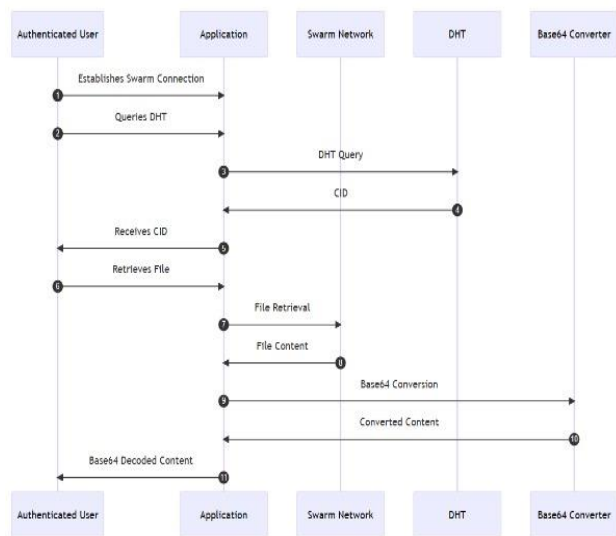 Authenticated User Application Swarm Network DHT Base64 Converter
Establishes Swarm Connection
1
Queries DHT
2
DHT Query
3
CID
4
Receives CID
5
Retrieves File
6
File Retrieval
7
File Content
8
Base64 Conversion
9
Converted Content
10
Base64 Decoded Content
11
Authenticated User Application Swarm Network DHT Base64 Converter